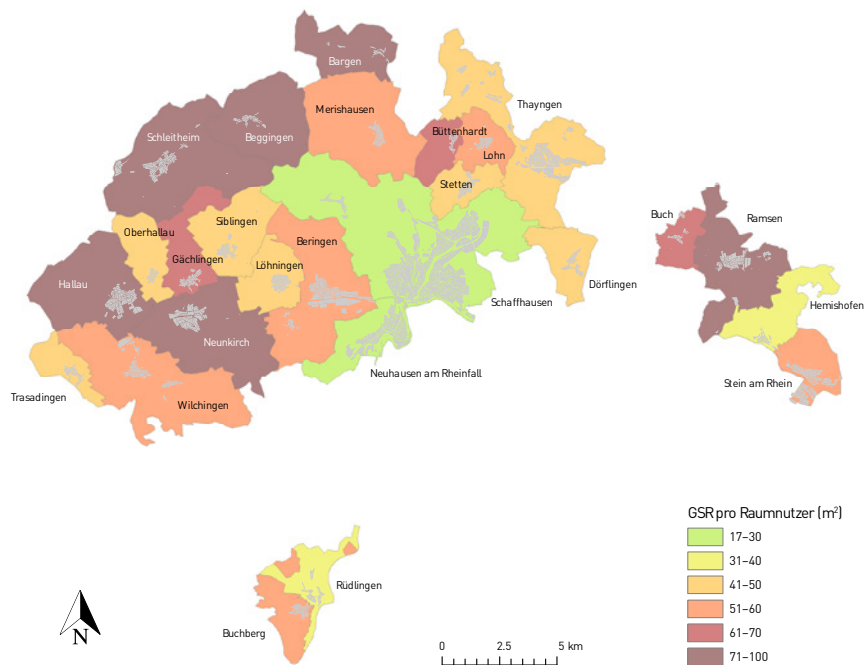 Bargen
Merishausen
Thayngen
Schleitheim
Beggingen
Büttenhardt
Lohn
Stetten
Buch
Ramsen
Siblingen
Oberhallau
Beringen
Gächlingen
Löhningen
Hallau
Dörflingen
Schaffhausen
Hemishofen
Neunkirch
Neuhausen am Rheinfall
Stein am Rhein
Trasadingen
Wilchingen
GSR pro Raumnutzer (m²)
17–30
31–40
41–50
51–60
61–70
71–100
Rüdlingen
Buchberg
N
0 2.5 5 km